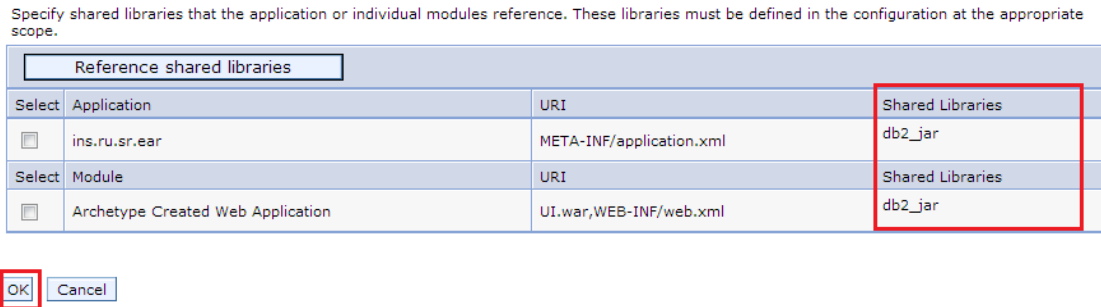 Specify shared libraries that the application or individual modules reference. These libraries must be defined in the configuration at the appropriate
scope.
Reference shared libraries
Select Application URI Shared Libraries
ins.ru.sr.ear META-INF/application.xml db2_jar
Select Module URI Shared Libraries
Archetype Created Web Application UI.war,WEB-INF/web.xml db2_jar
OK Cancel